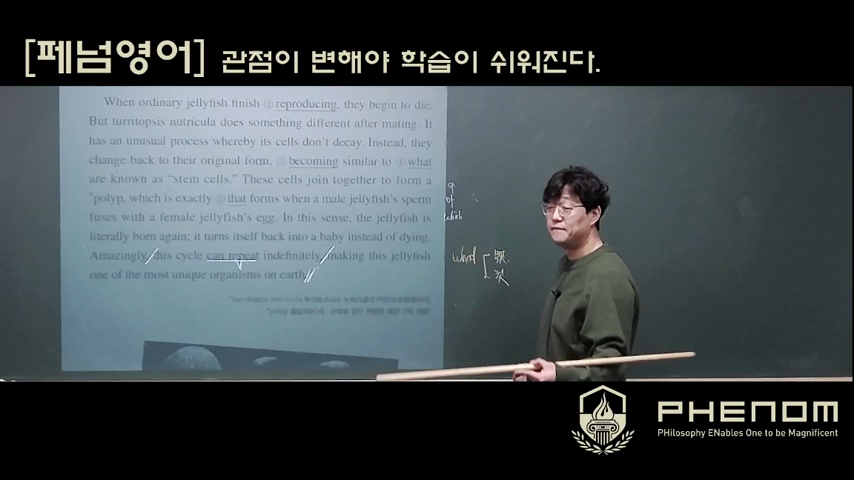 [페넘영어] 관점이 변해야 학습이 쉬워진다.
When ordinary jellyfish finish ② reproducing, they begin to die.
But turritopsis nutricula does something different after mating. It
has an unusual process whereby its cells don't decay. Instead, they
change back to their original form, ③ becoming similar to ④ what
are known as “stem cells.” These cells join together to form a
*polyp, which is exactly ⑤ that forms when a male jellyfish's sperm
fuses with a female jellyfish's egg. In this sense, the jellyfish is
literally born again; it turns itself back into a baby instead of dying.
Amazingly, this cycle can repeat indefinitely, making this jellyfish
one of the most unique organisms on earth.
of
what
것
PHENOM
PHilosophy ENables One to be Magnificent